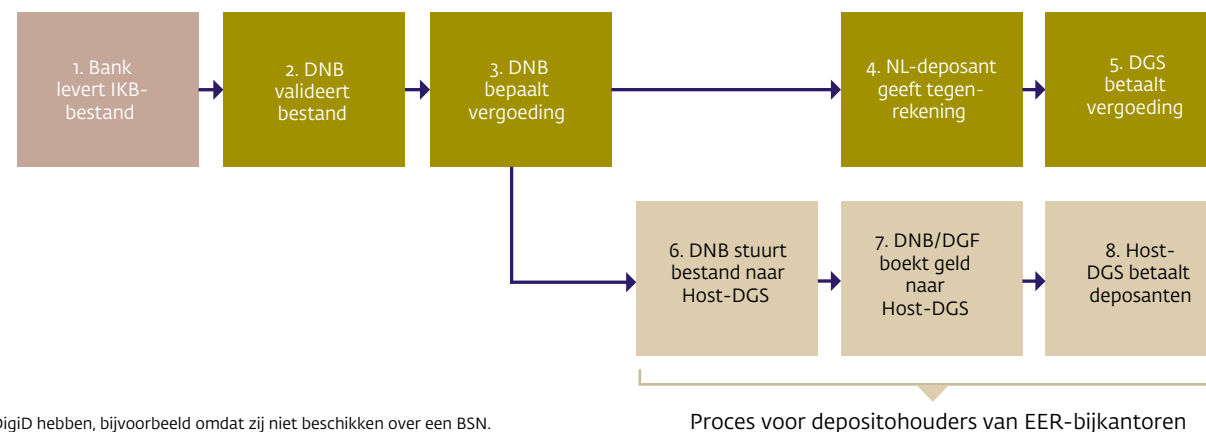 1. Bank
levert IKB-
bestand
2. DNB
valideert
bestand
3. DNB
bepaalt
vergoeding
4. NL-deposant
geeft tegen-
rekening
5. DGS
betaalt
vergoeding
6. DNB stuurt
bestand naar
Host-DGS
7. DNB/DGF
boekt geld
naar
Host-DGS
8. Host-
DGS betaalt
deposanten
DigiD hebben, bijvoorbeeld omdat zij niet beschikken over een BSN.
Proces voor depositohouders van EER-bijkantoren